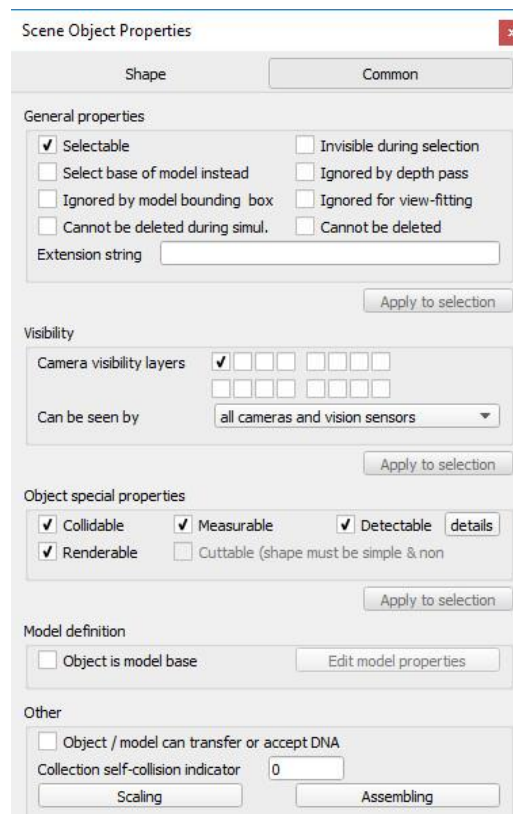 Scene Object Properties
x
Shape Common
General properties
Selectable Invisible during selection
Select base of model instead Ignored by depth pass
Ignored by model bounding box Ignored for view-fitting
Cannot be deleted during simul. Cannot be deleted
Extension string
Apply to selection
Visibility
Camera visibility layers
Can be seen by all cameras and vision sensors
Apply to selection
Object special properties
Collidable Measurable Detectable details
Renderable Cuttable (shape must be simple & non
Apply to selection
Model definition
Object is model base Edit model properties
Other
Object / model can transfer or accept DNA
Collection self-collision indicator 0
Scaling Assembling